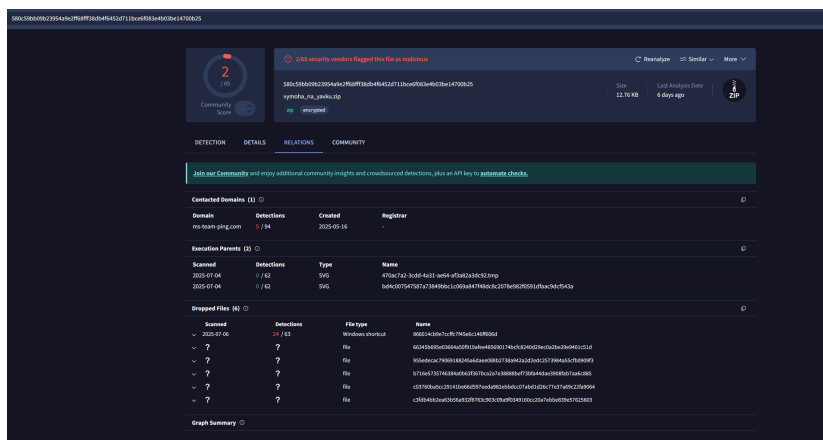 580c59bb09b23954a9e2ff68fff38db4f6452d711bce6f083e4b03be14700b25
2
/ 65
Community
Score
2/65 security vendors flagged this file as malicious
Reanalyze Similar More
580c59bb09b23954a9e2ff68fff38db4f6452d711bce6f083e4b03be14700b25
vymoha_na_yavku.zip
zip encrypted
Size
12.76 KB
Last Analysis Date
6 days ago
ZIP
DETECTION DETAILS RELATIONS COMMUNITY
Join our Community and enjoy additional community insights and crowdsourced detections, plus an API key to automate checks.
Contacted Domains (1)
Domain Detections Created Registrar
ms-team-ping.com 5 / 94 2025-05-16 -
Execution Parents (2)
Scanned Detections Type Name
2025-07-04 0 / 62 SVG 470ac7a2-3cdd-4a31-ae64-af3a82a3dc92.tmp
2025-07-04 0 / 62 SVG bd4c007547587a73849bbc1c069a847f48dc8c2078e982f0591dfaac9dcf543a
Dropped Files (6)
Scanned Detections File type Name
2025-07-06 24 / 63 Windows shortcut
? ? file
? ? file
? ? file
? ? file
? ? file
Graph Summary